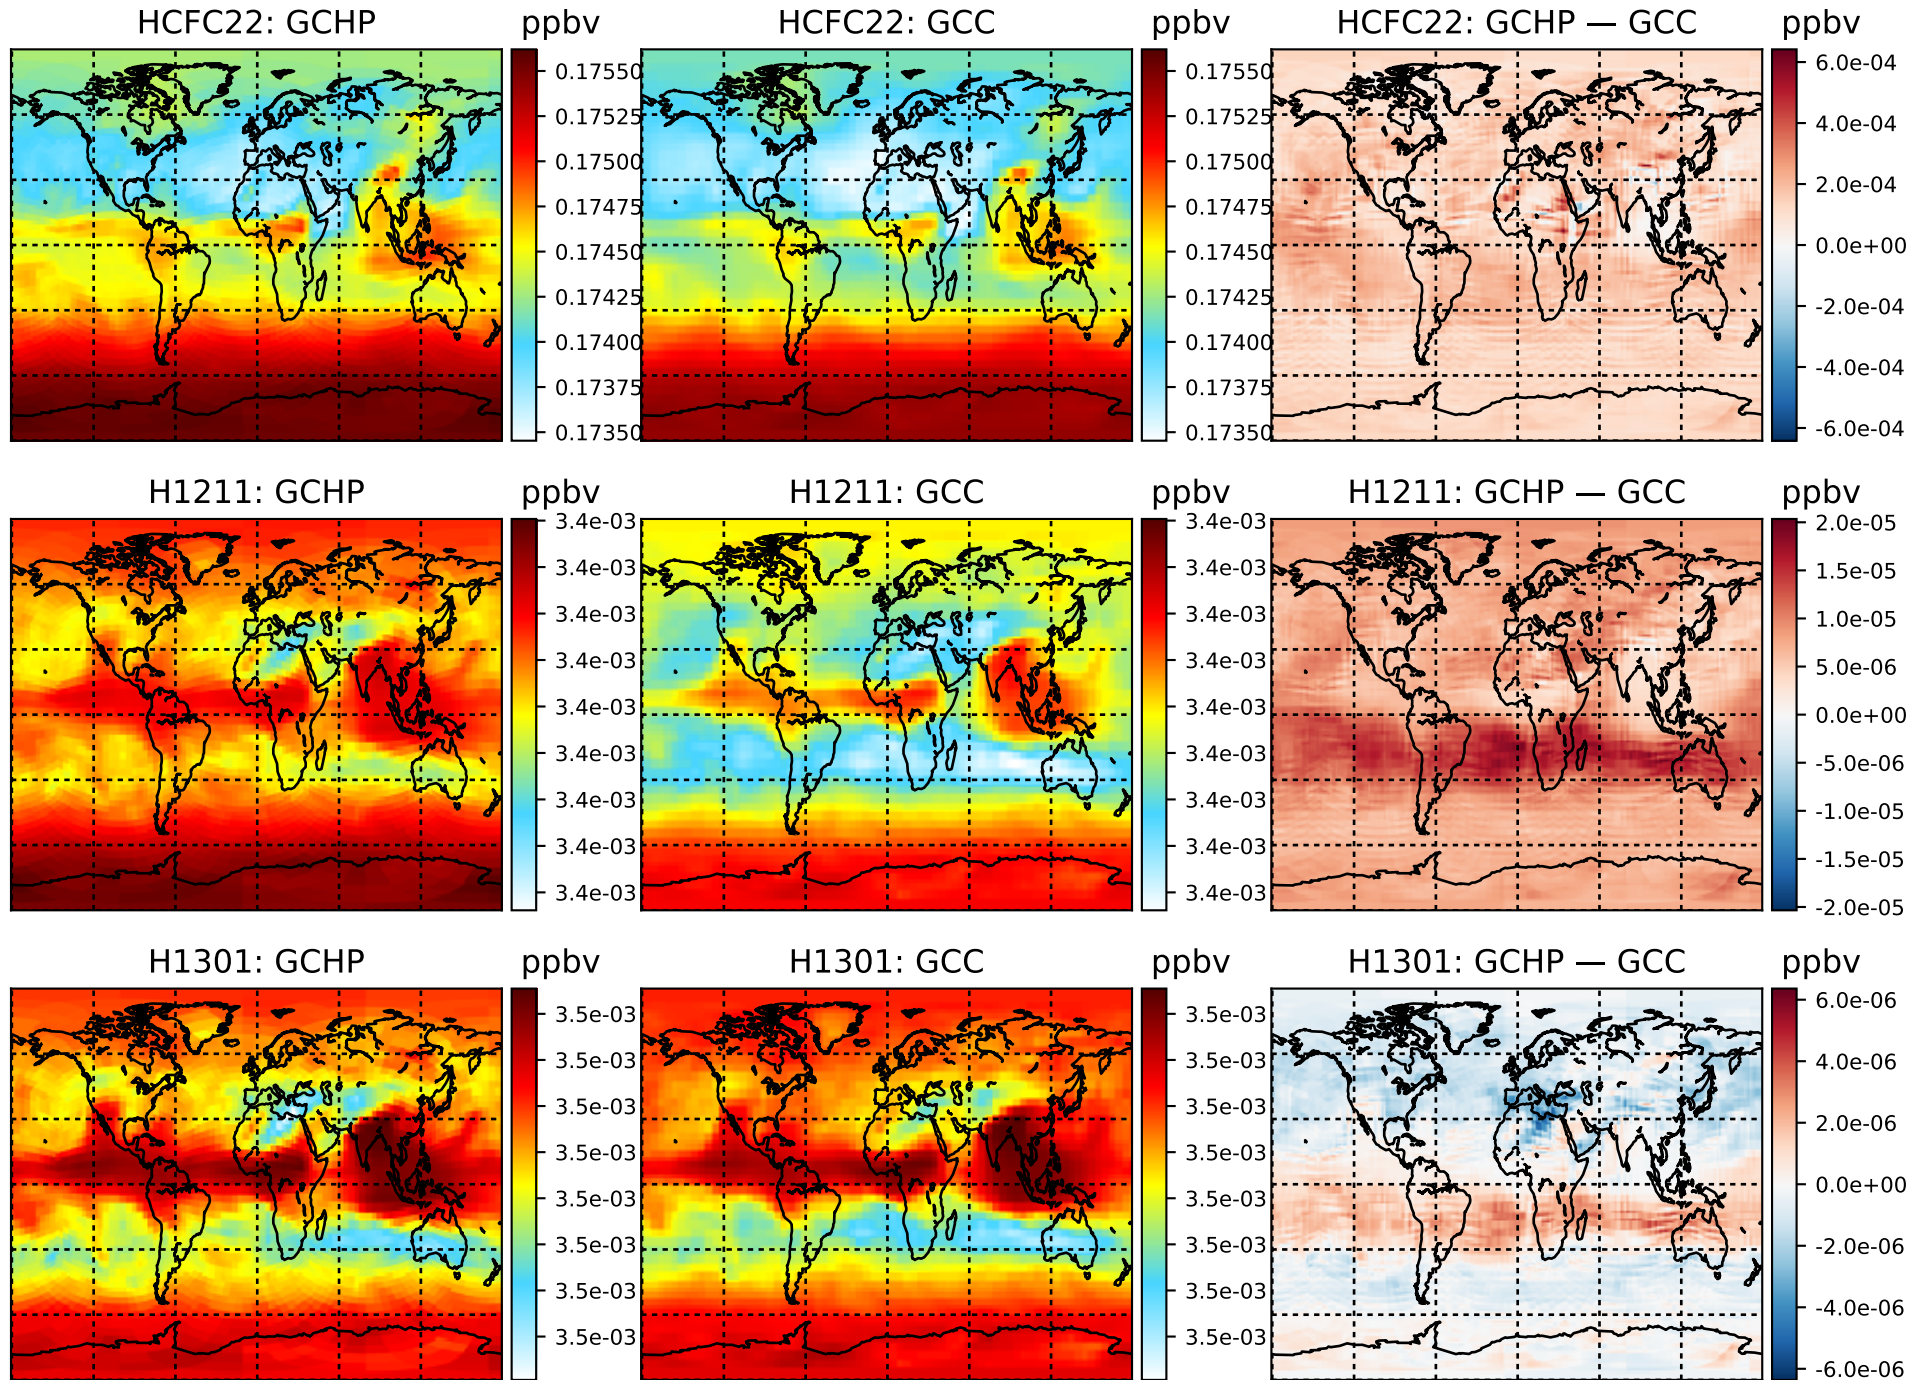 HCFC22: GCHP
ppbv
0.17550
0.17525
0.17500
0.17475
0.17450
0.17425
0.17400
0.17375
0.17350
HCFC22: GCC
ppbv
0.17550
0.17525
0.17500
0.17475
0.17450
0.17425
0.17400
0.17375
0.17350
HCFC22: GCHP — GCC
ppbv
6.0e-04
4.0e-04
2.0e-04
0.0e+00
-2.0e-04
-4.0e-04
-6.0e-04
H1211: GCHP
ppbv
3.4e-03
3.4e-03
3.4e-03
3.4e-03
3.4e-03
3.4e-03
3.4e-03
3.4e-03
3.4e-03
H1211: GCC
ppbv
3.4e-03
3.4e-03
3.4e-03
3.4e-03
3.4e-03
3.4e-03
3.4e-03
3.4e-03
3.4e-03
H1211: GCHP — GCC
ppbv
2.0e-05
1.5e-05
1.0e-05
5.0e-06
0.0e+00
-5.0e-06
-1.0e-05
-1.5e-05
-2.0e-05
H1301: GCHP
ppbv
3.5e-03
3.5e-03
3.5e-03
3.5e-03
3.5e-03
3.5e-03
3.5e-03
3.5e-03
H1301: GCC
ppbv
3.5e-03
3.5e-03
3.5e-03
3.5e-03
3.5e-03
3.5e-03
3.5e-03
3.5e-03
H1301: GCHP — GCC
ppbv
6.0e-06
4.0e-06
2.0e-06
0.0e+00
-2.0e-06
-4.0e-06
-6.0e-06